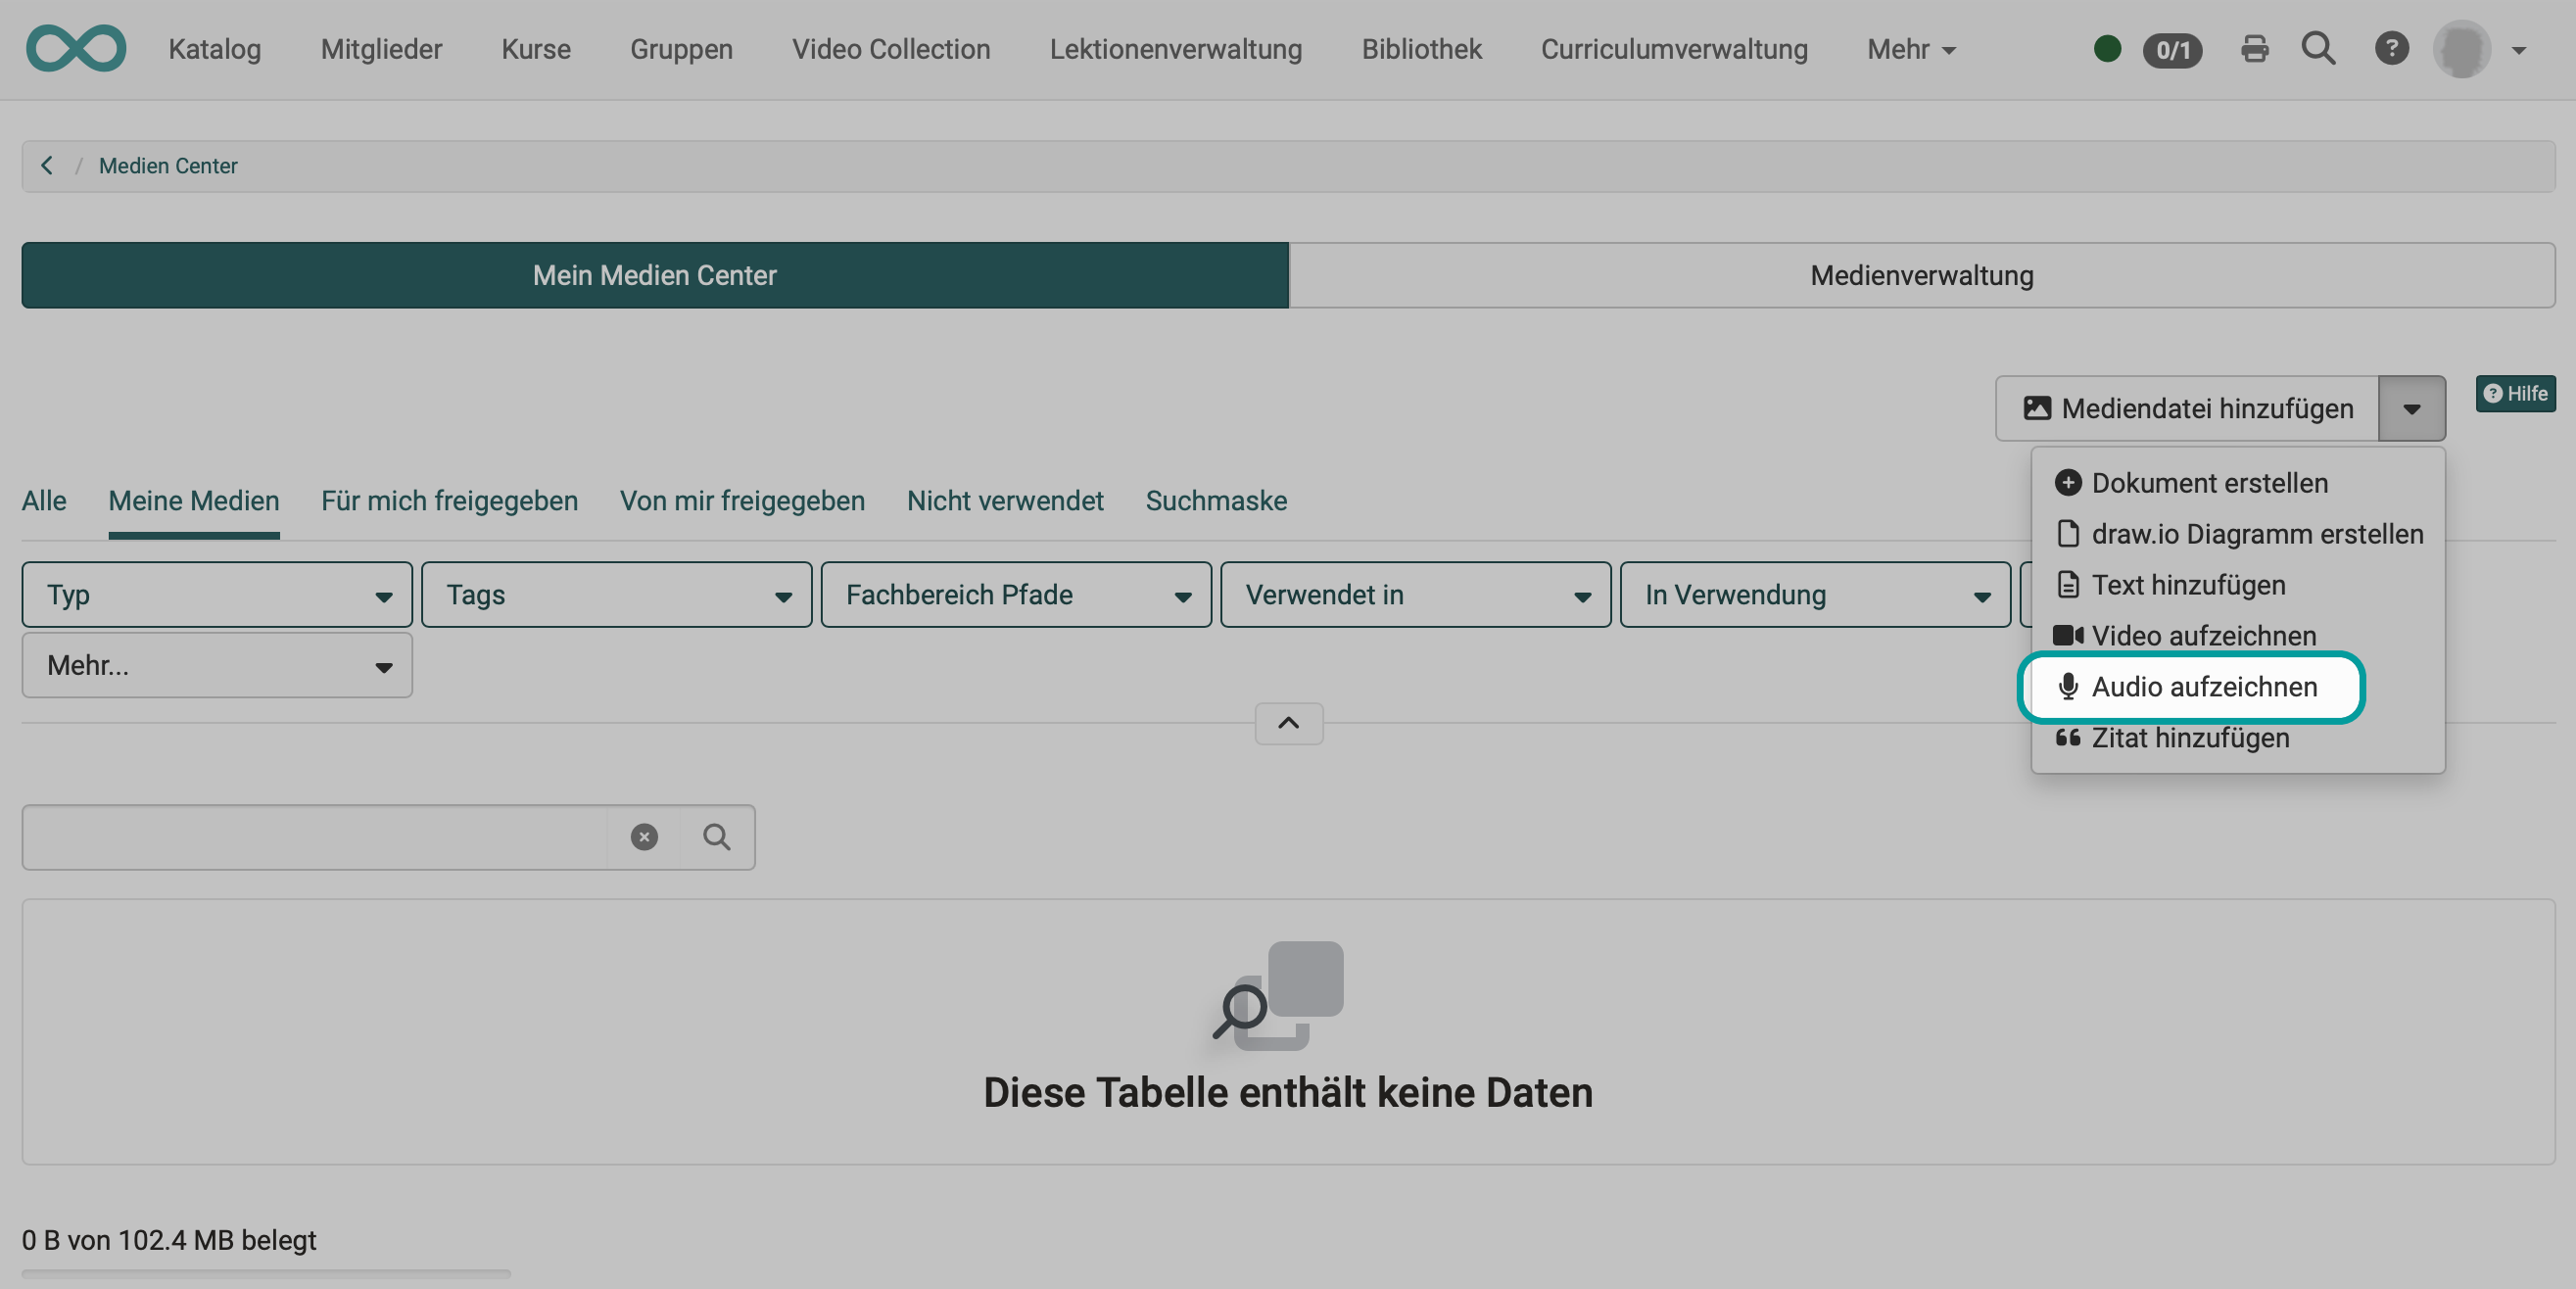 Katalog Mitglieder Kurse Gruppen Video Collection Lektionenverwaltung Bibliothek Curriculumverwaltung Mehr 0/1
/ Medien Center
Mein Medien Center Medienverwaltung
Mediendatei hinzufügen Hilfe
Dokument erstellen
draw.io Diagramm erstellen
Text hinzufügen
Video aufzeichnen
Audio aufzeichnen
Zitat hinzufügen
Alle Meine Medien Für mich freigegeben Von mir freigegeben Nicht verwendet Suchmaske
Typ Tags Fachbereich Pfade Verwendet in In Verwendung
Mehr...
Diese Tabelle enthält keine Daten
0 B von 102.4 MB belegt